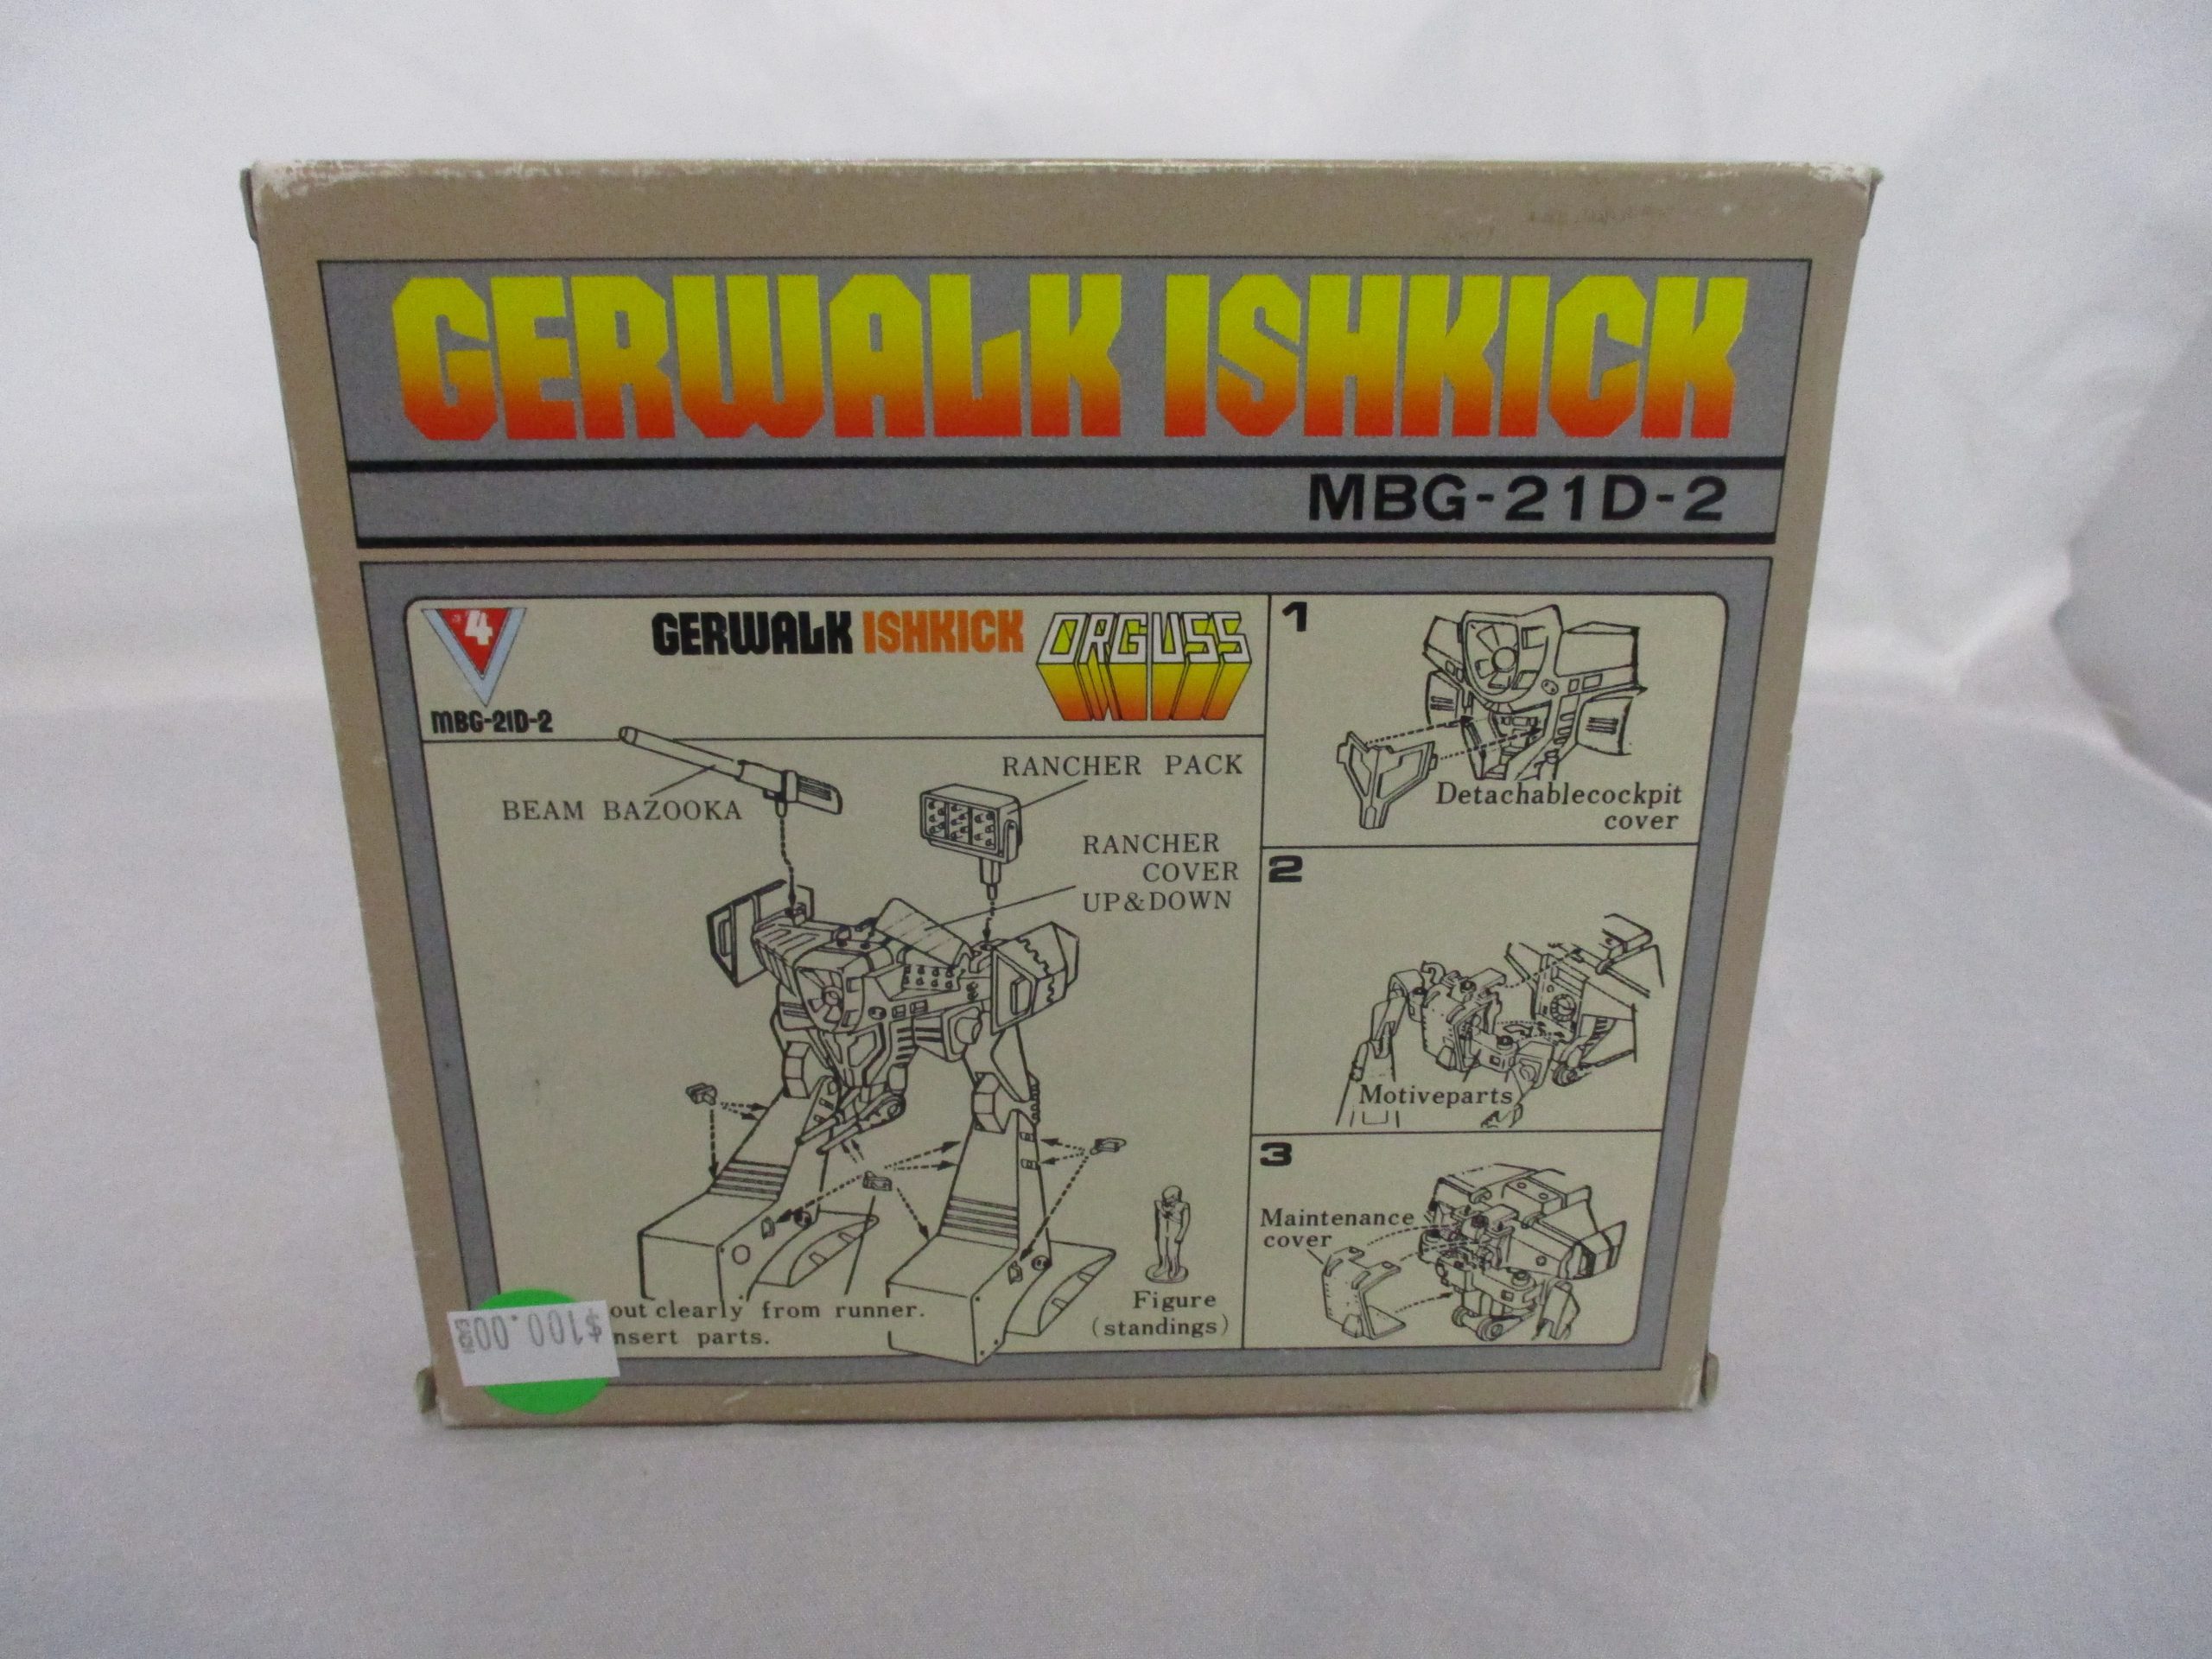 GERWALK ISHKICK
MBG-21D-2
4
MBG-21D-2
GERWALK ISHKICK
ORGUSS
BEAM BAZOOKA
RANCHER PACK
RANCHER
COVER
UP&DOWN
out clearly from runner.
nsert parts.
Figure
(standings)
$100.00
1
Detachablecockpit
cover
2
Motiveparts
3
Maintenance
cover